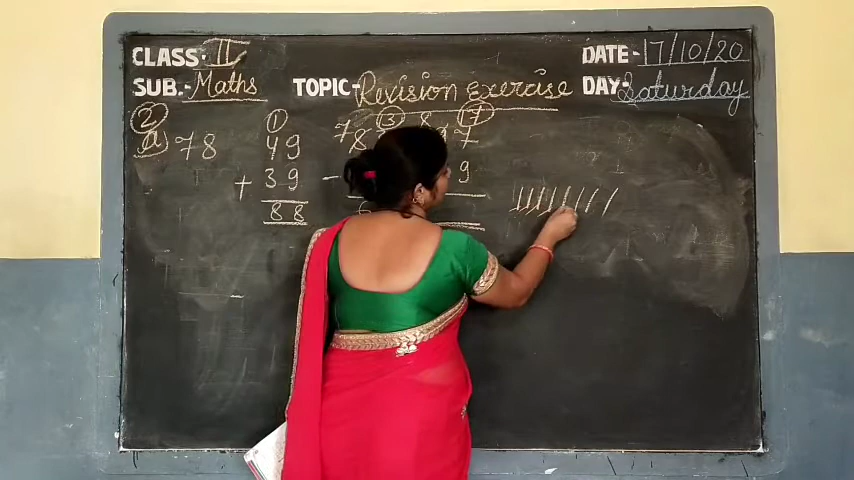 CLASS - II
DATE - 17/10/20
SUB. - Maths
TOPIC - Revision Exercise
DAY - Saturday
2
a) 78
1
49
+ 39
88
3
7
9